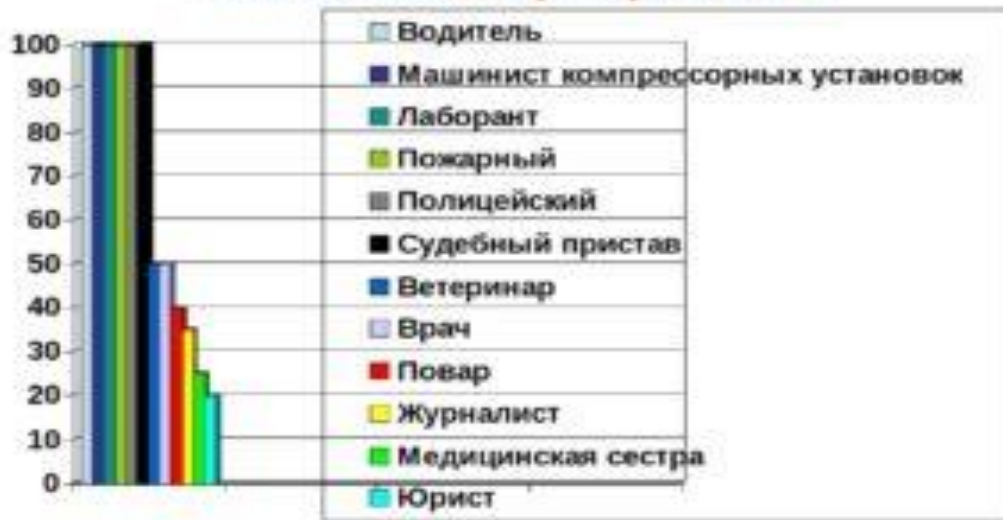 100
90
80
70
60
50
40
30
20
10
0
Водитель
Машинист компрессорных установок
Лаборант
Пожарный
Полицейский
Судебный пристав
Ветеринар
Врач
Повар
Журналист
Медицинская сестра
Юрист